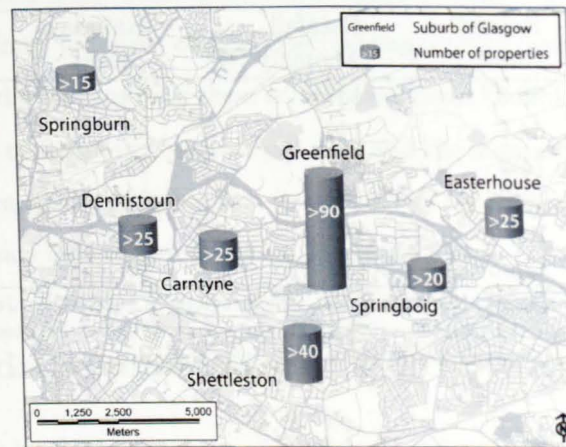 Greenfield Suburb of Glasgow
>15 Number of properties
>15
Springburn
Greenfield
>90
Easterhouse
>25
Dennistoun
>25
>25
Carntyne
>20
Springboig
>40
Shettleston
0 1,250 2,500 5,000
Meters
N